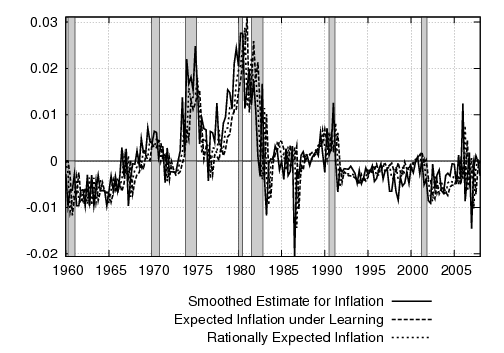 0.03
0.02
0.01
0
-0.01
-0.02
1960 1965 1970 1975 1980 1985 1990 1995 2000 2005
Smoothed Estimate for Inflation
Expected Inflation under Learning
Rationally Expected Inflation